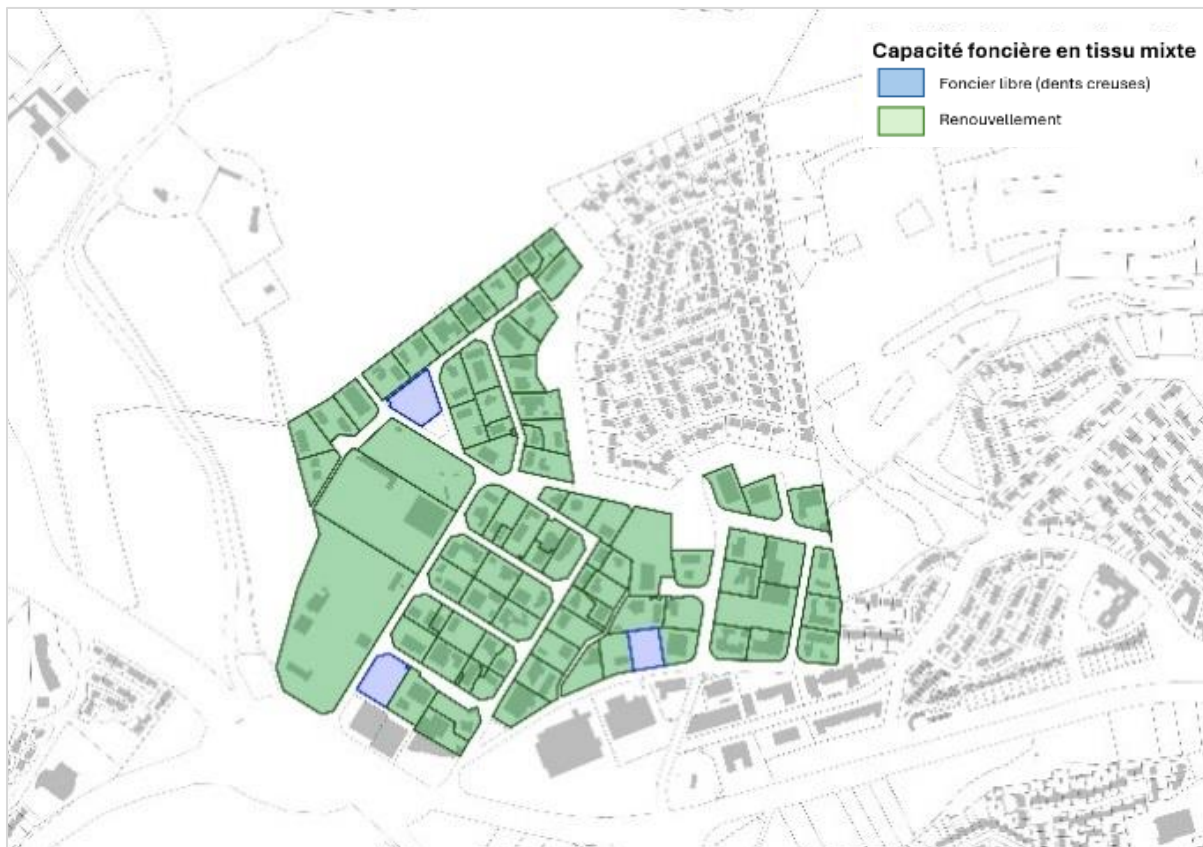 Capacité foncière en tissu mixte
Foncier libre (dents creuses)
Renouvellement